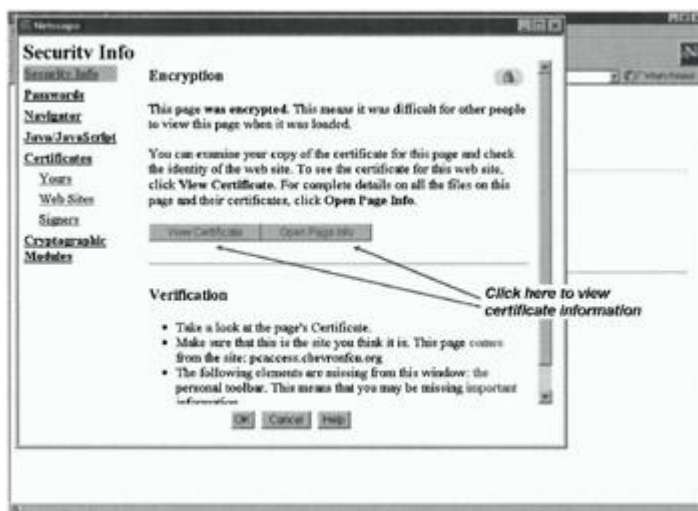 Netscape
Security Info
Security Info
Passwords
Navigator
Java/JavaScript
Certificates
Yours
Web Sites
Signers
Cryptographic
Modules
Encryption
This page was encrypted. This means it was difficult for other people
to view this page when it was loaded.
You can examine your copy of the certificate for this page and check
the identity of the web site. To see the certificate for this web site,
click View Certificate. For complete details on all the files on this
page and their certificates, click Open Page Info.
View Certificate Open Page Info
Click here to view
certificate information
Verification
Take a look at the page's Certificate.
Make sure that this is the site you think it is. This page comes
from the site: pcaccess.chevronfcu.org
The following elements are missing from this window: the
personal toolbar. This means that you may be missing important
information
OK Cancel Help
What's Related
N